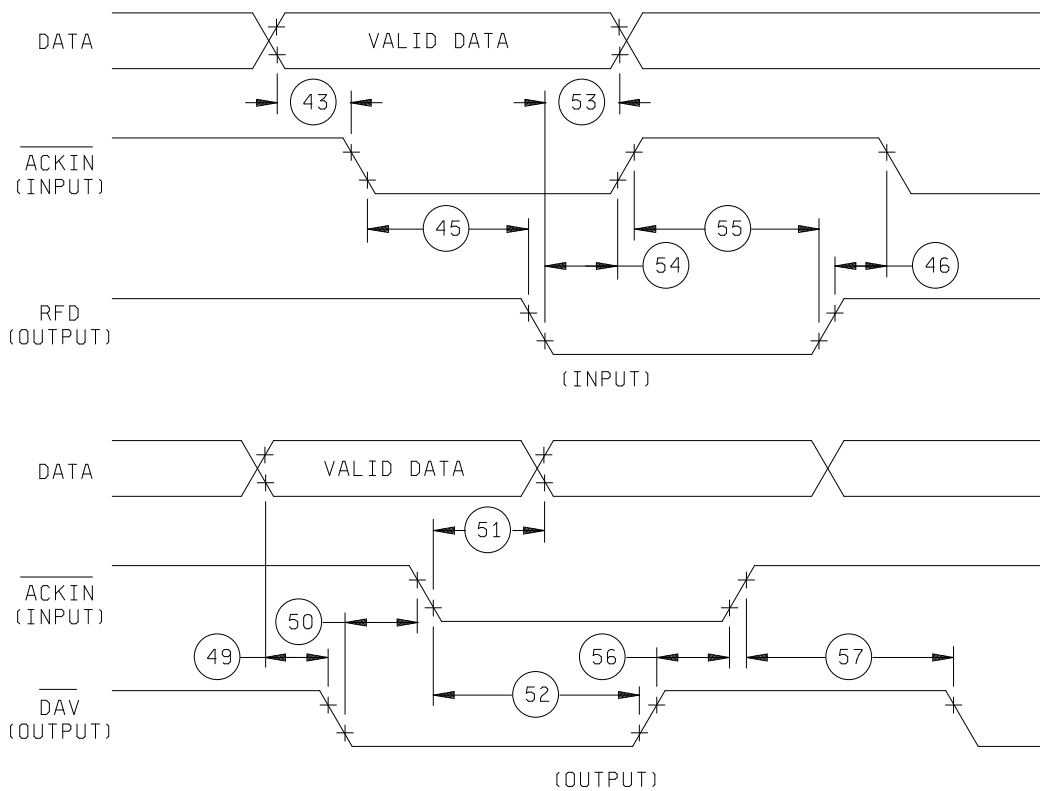 DATA
VALID DATA
43
53
ACKIN
(INPUT)
45
55
54
46
RFD
(OUTPUT)
(INPUT)
DATA
VALID DATA
51
ACKIN
(INPUT)
50
49
56
57
52
DAV
(OUTPUT)
(OUTPUT)